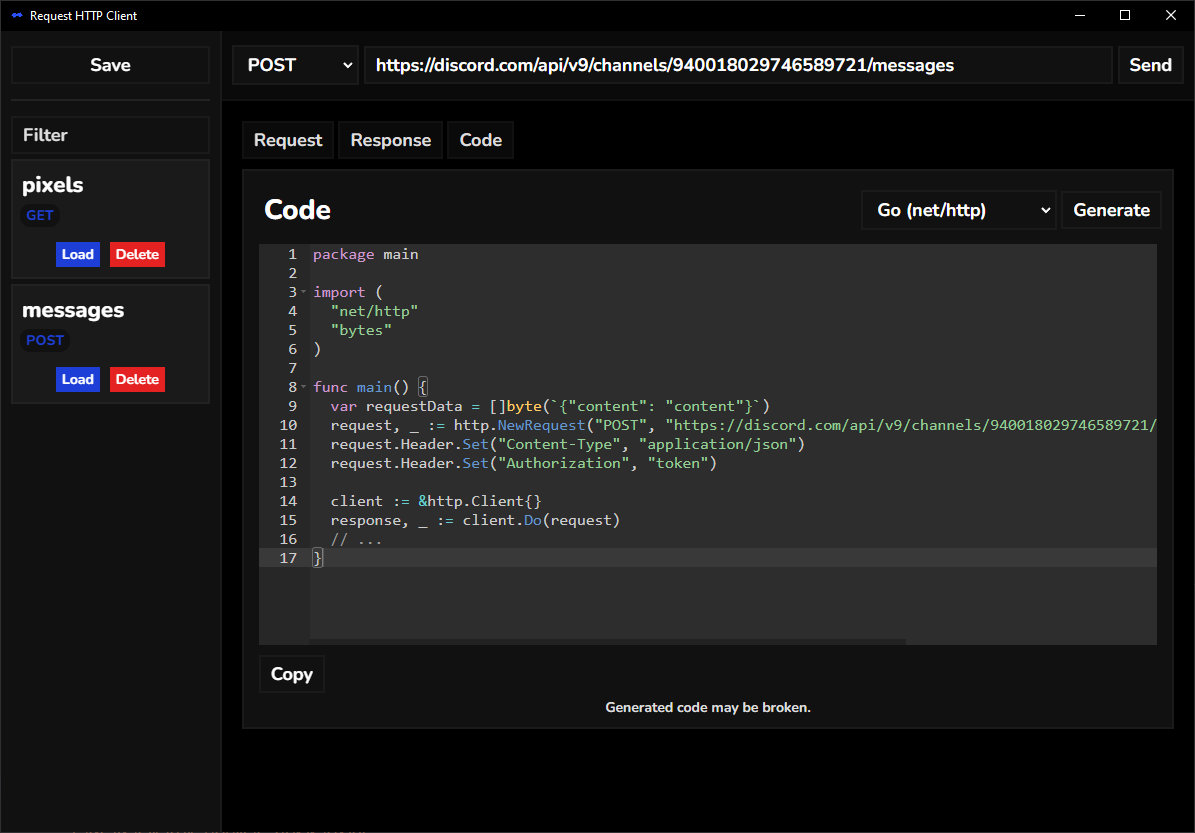 Request HTTP Client
Save
POST
https://discord.com/api/v9/channels/940018029746589721/messages
Send
Filter
pixels
GET
Load
Delete
messages
POST
Load
Delete
Request
Response
Code
Code
Go (net/http)
Generate
1 package main
2
3 import (
4 "net/http"
5 "bytes"
6 )
7
8 func main() {
9 var requestData = []byte(`{"content": "content"}`)
10 request, _ := http.NewRequest("POST", "https://discord.com/api/v9/channels/940018029746589721/
11 request.Header.Set("Content-Type", "application/json")
12 request.Header.Set("Authorization", "token")
13
14 client := &http.Client{}
15 response, _ := client.Do(request)
16 // ...
17 }
Copy
Generated code may be broken.